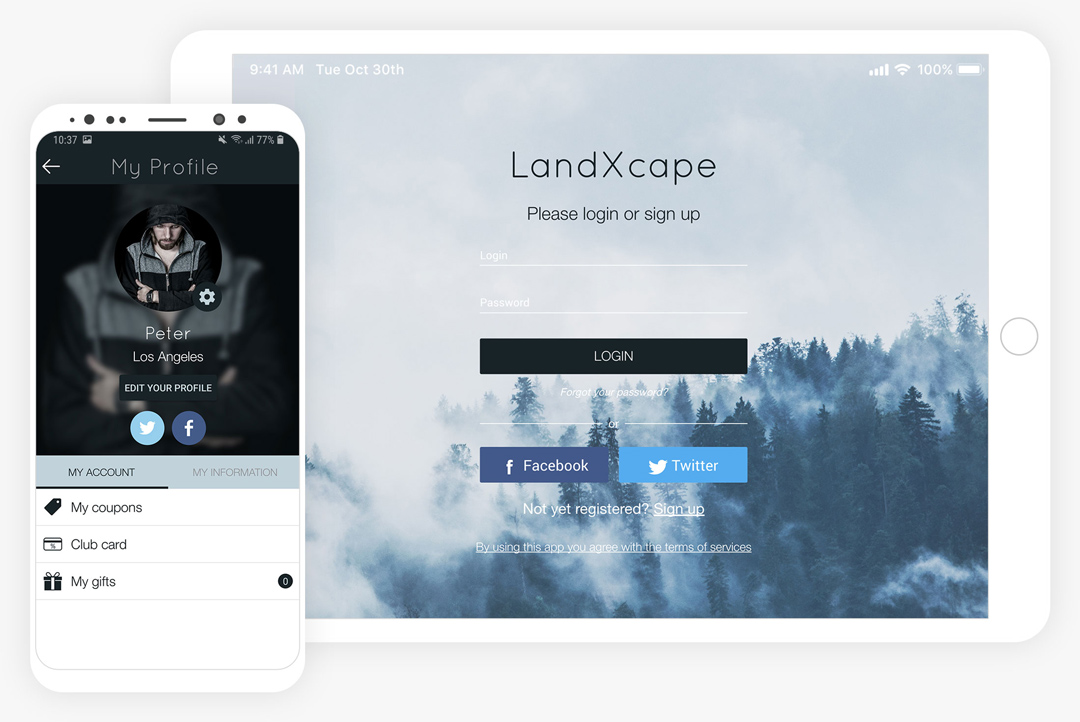 10:37
77%
My Profile
Peter
Los Angeles
EDIT YOUR PROFILE
MY ACCOUNT MY INFORMATION
My coupons
Club card
My gifts 0
9:41 AM Tue Oct 30th 100%
LandXcape
Please login or sign up
Login
Password
LOGIN
Forgot your password?
or
Facebook Twitter
Not yet registered? Sign up
By using this app you agree with the terms of services